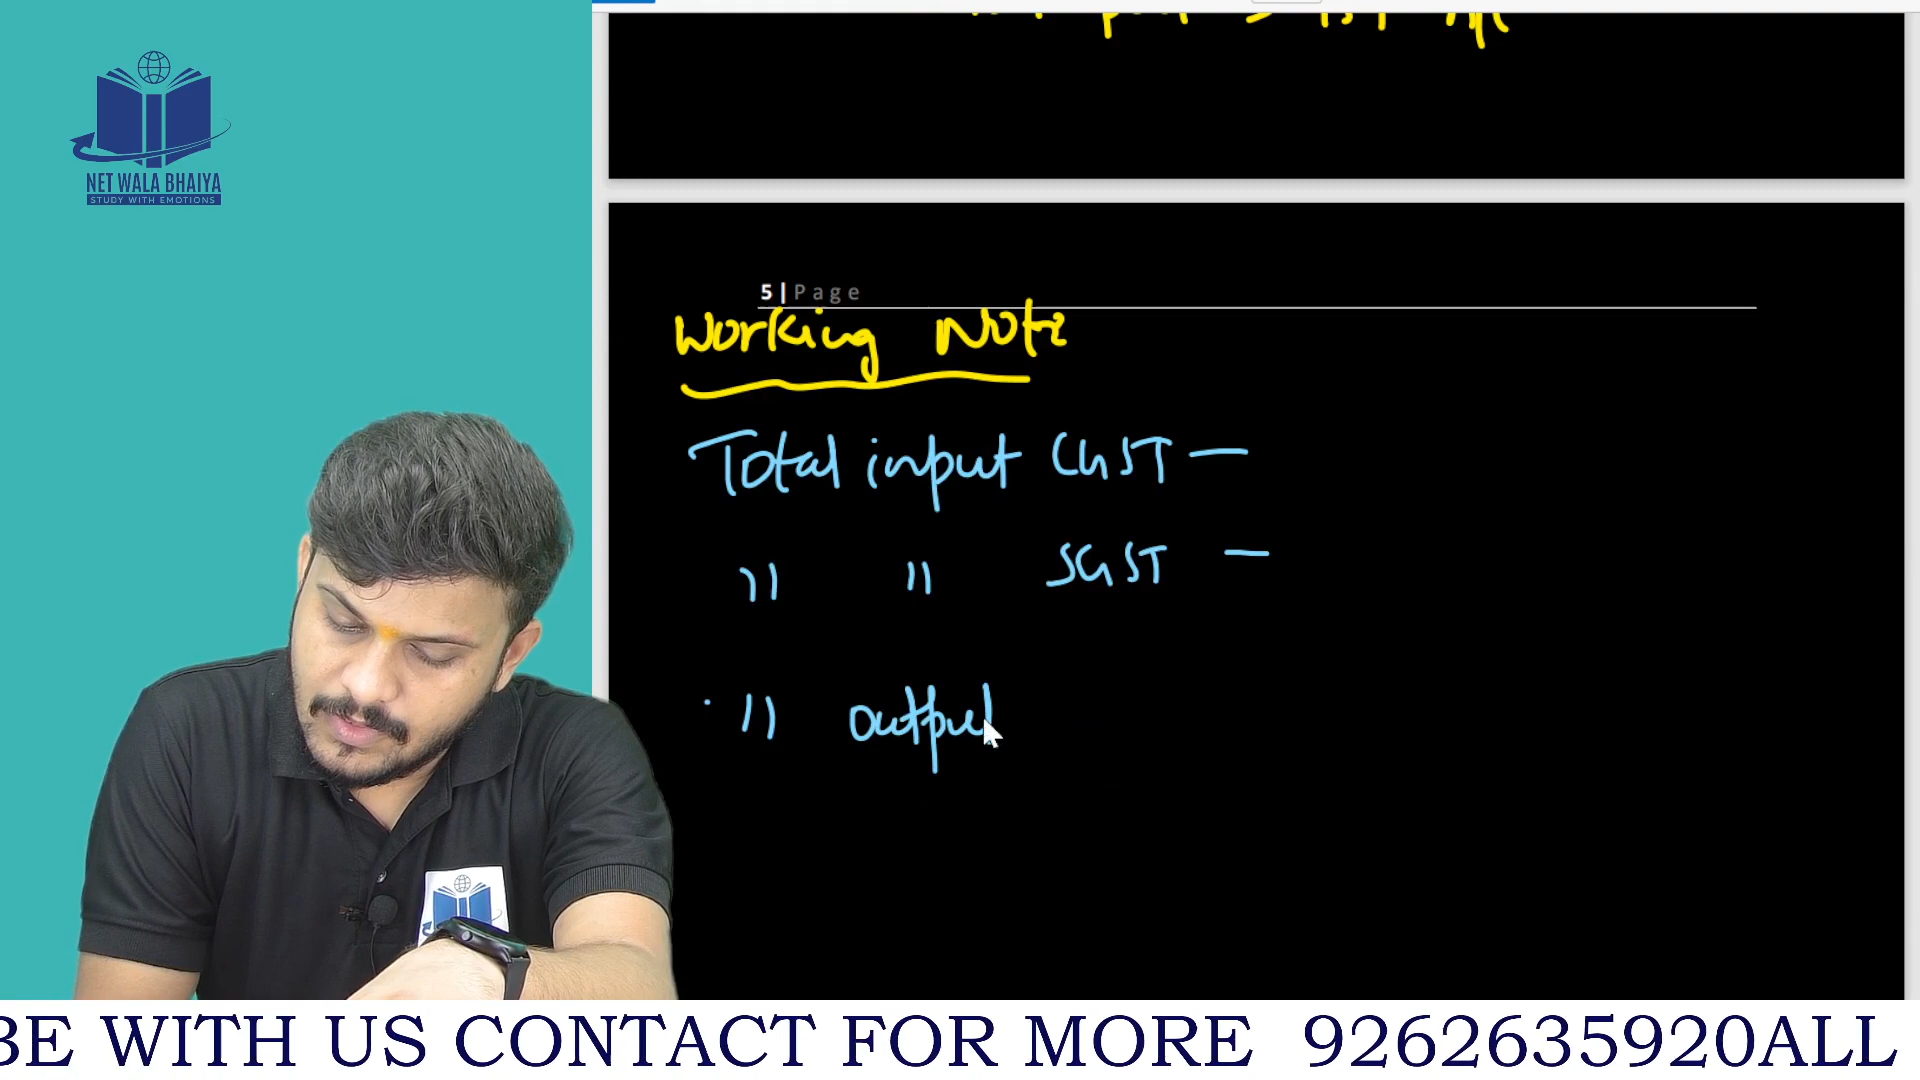 NET WALA BHAIYA
STUDY WITH EMOTIONS
5 | Page
Working Note
Total input CGST —
" " SGST —
" output
BE WITH US CONTACT FOR MORE 9262635920ALL